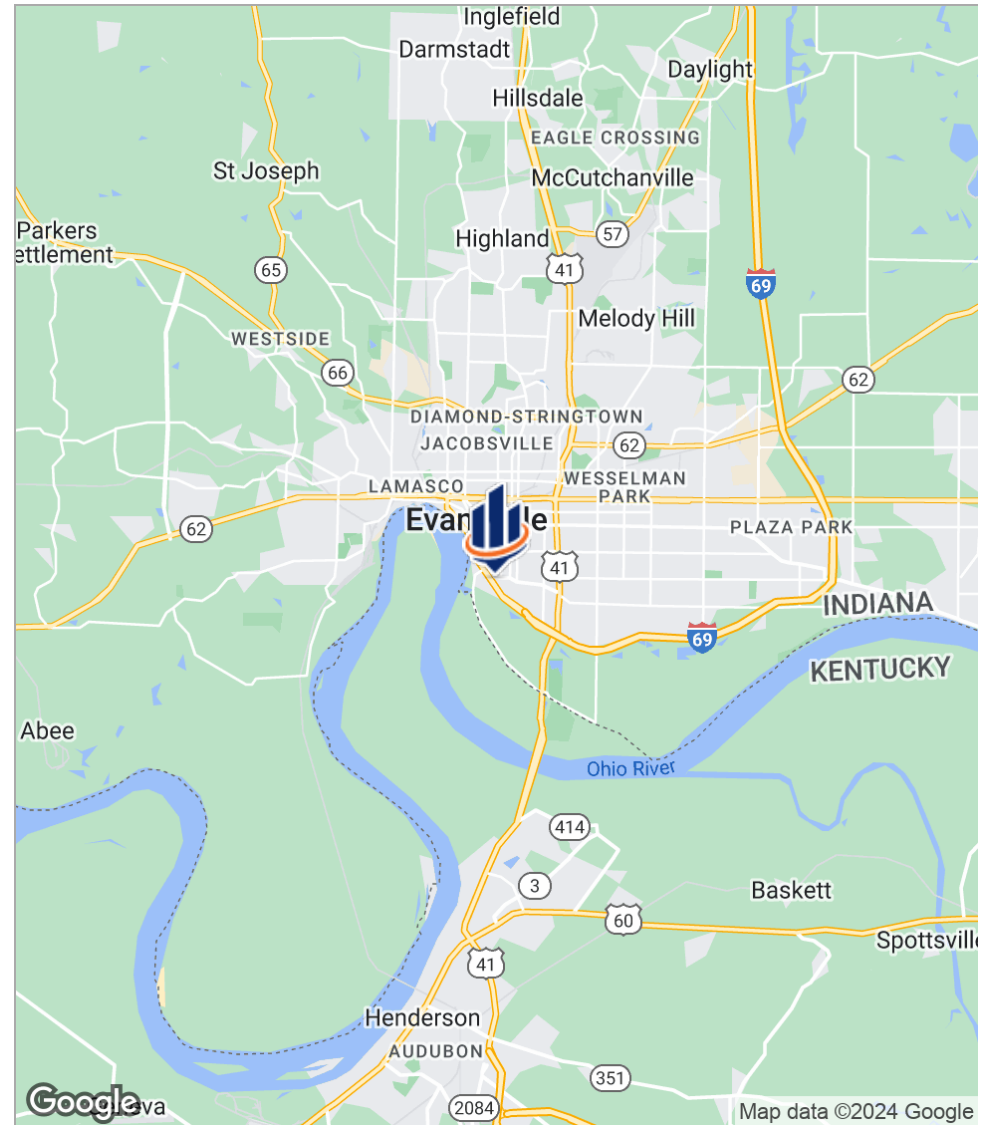 Inglefield
Darmstadt
Daylight
Hillsdale
EAGLE CROSSING
St Joseph
McCutchanville
Parkers
ettlement
57
Highland
65
41
69
Melody Hill
WESTSIDE
66
62
DIAMOND-STRINGTOWN
JACOBSVILLE
62
LAMASCO
WESSELMAN
PARK
Evan le
62
PLAZA PARK
41
INDIANA
69
KENTUCKY
Abee
Ohio River
414
3
Baskett
60
Spottsville
41
Henderson
AUDUBON
351
Google
eva
2084
Map data ©2024 Google